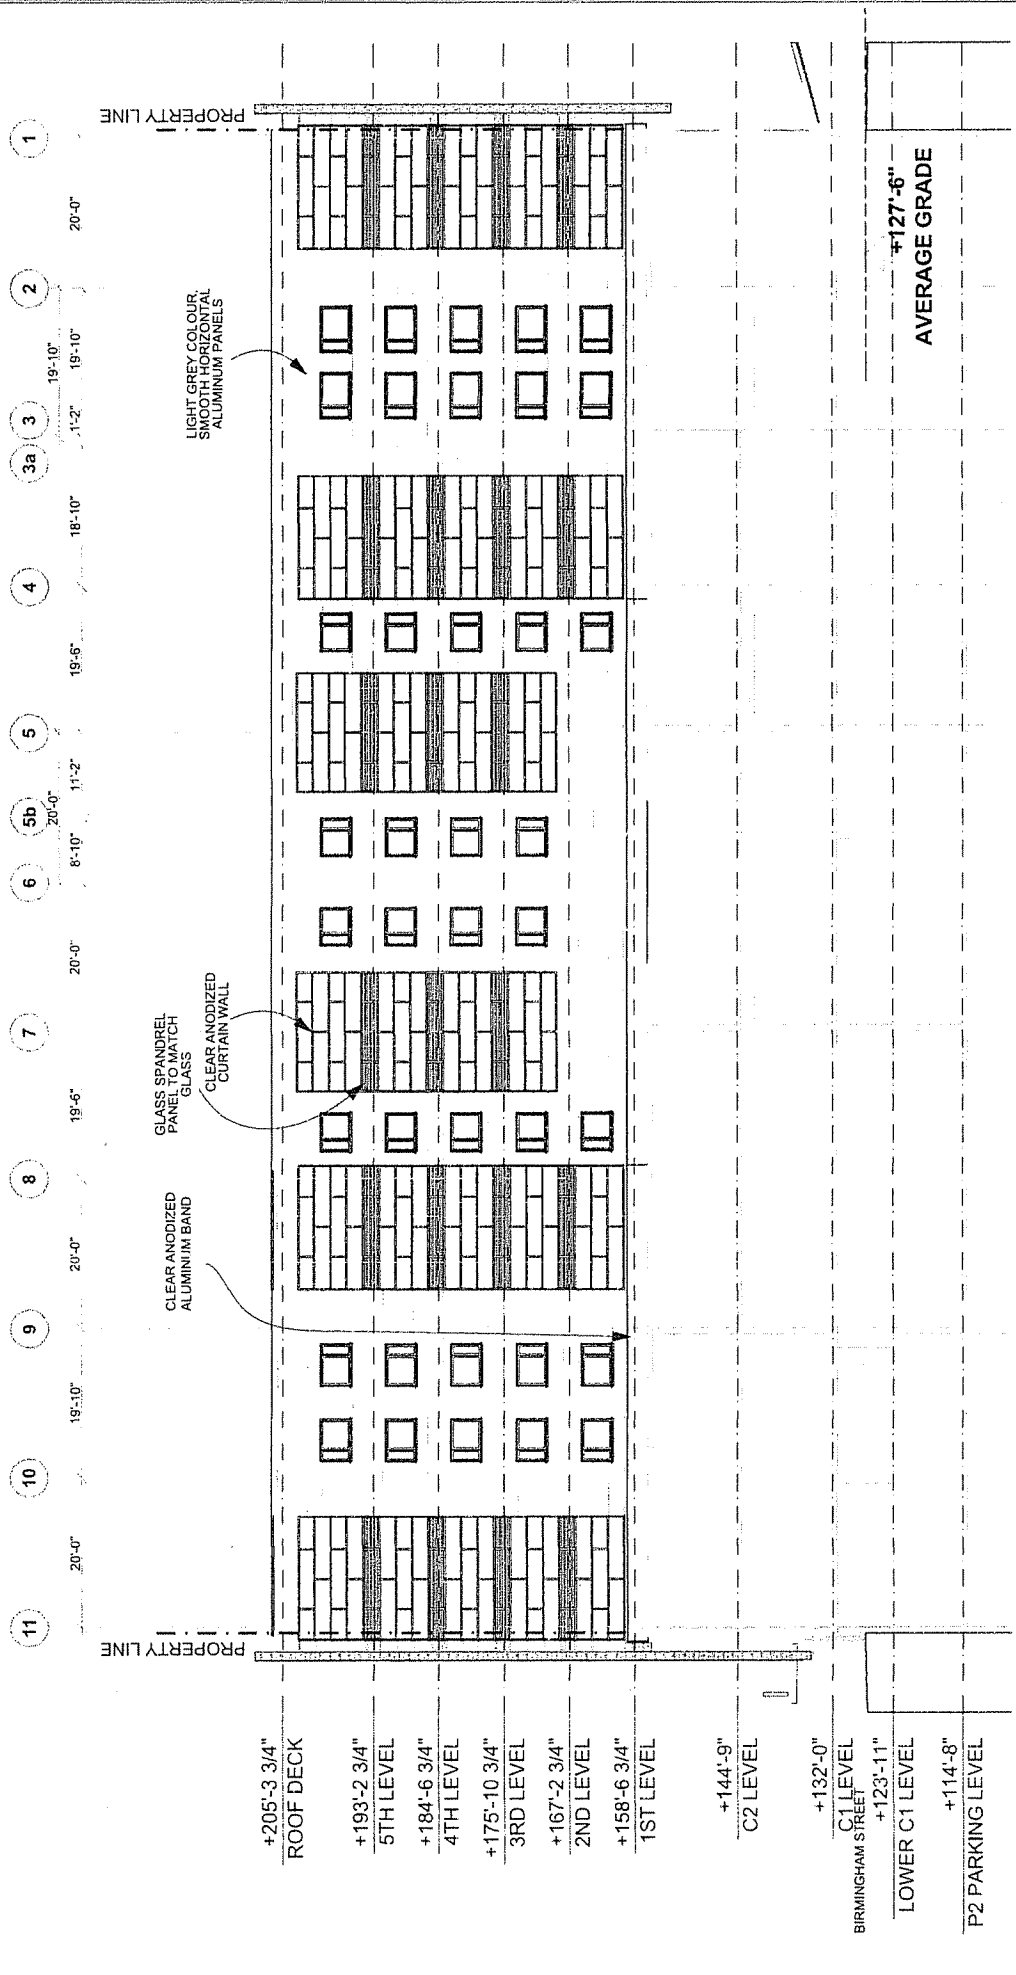 11
10
9
8
7
6
5b
5
4
3a
3
2
1
20'-0"
19'-10"
20'-0"
19'-6"
20'-0"
8'-10"
20'-0"
11'-2"
19'-6"
18'-10"
1'-2"
19'-10"
19'-10"
20'-0"
PROPERTY LINE
PROPERTY LINE
CLEAR ANODIZED
ALUMINUM BAND
GLASS SPANDREL
PANEL TO MATCH
GLASS
CLEAR ANODIZED
CURTAIN WALL
LIGHT GREY COLOUR,
SMOOTH HORIZONTAL
ALUMINUM PANELS
+205'-3 3/4"
ROOF DECK
+193'-2 3/4"
5TH LEVEL
+184'-6 3/4"
4TH LEVEL
+175'-10 3/4"
3RD LEVEL
+167'-2 3/4"
2ND LEVEL
+158'-6 3/4"
1ST LEVEL
+144'-9"
C2 LEVEL
+132'-0"
C1 LEVEL
BIRMINGHAM STREET
+123'-11"
LOWER C1 LEVEL
+114'-8"
P2 PARKING LEVEL
+127'-6"
AVERAGE GRADE